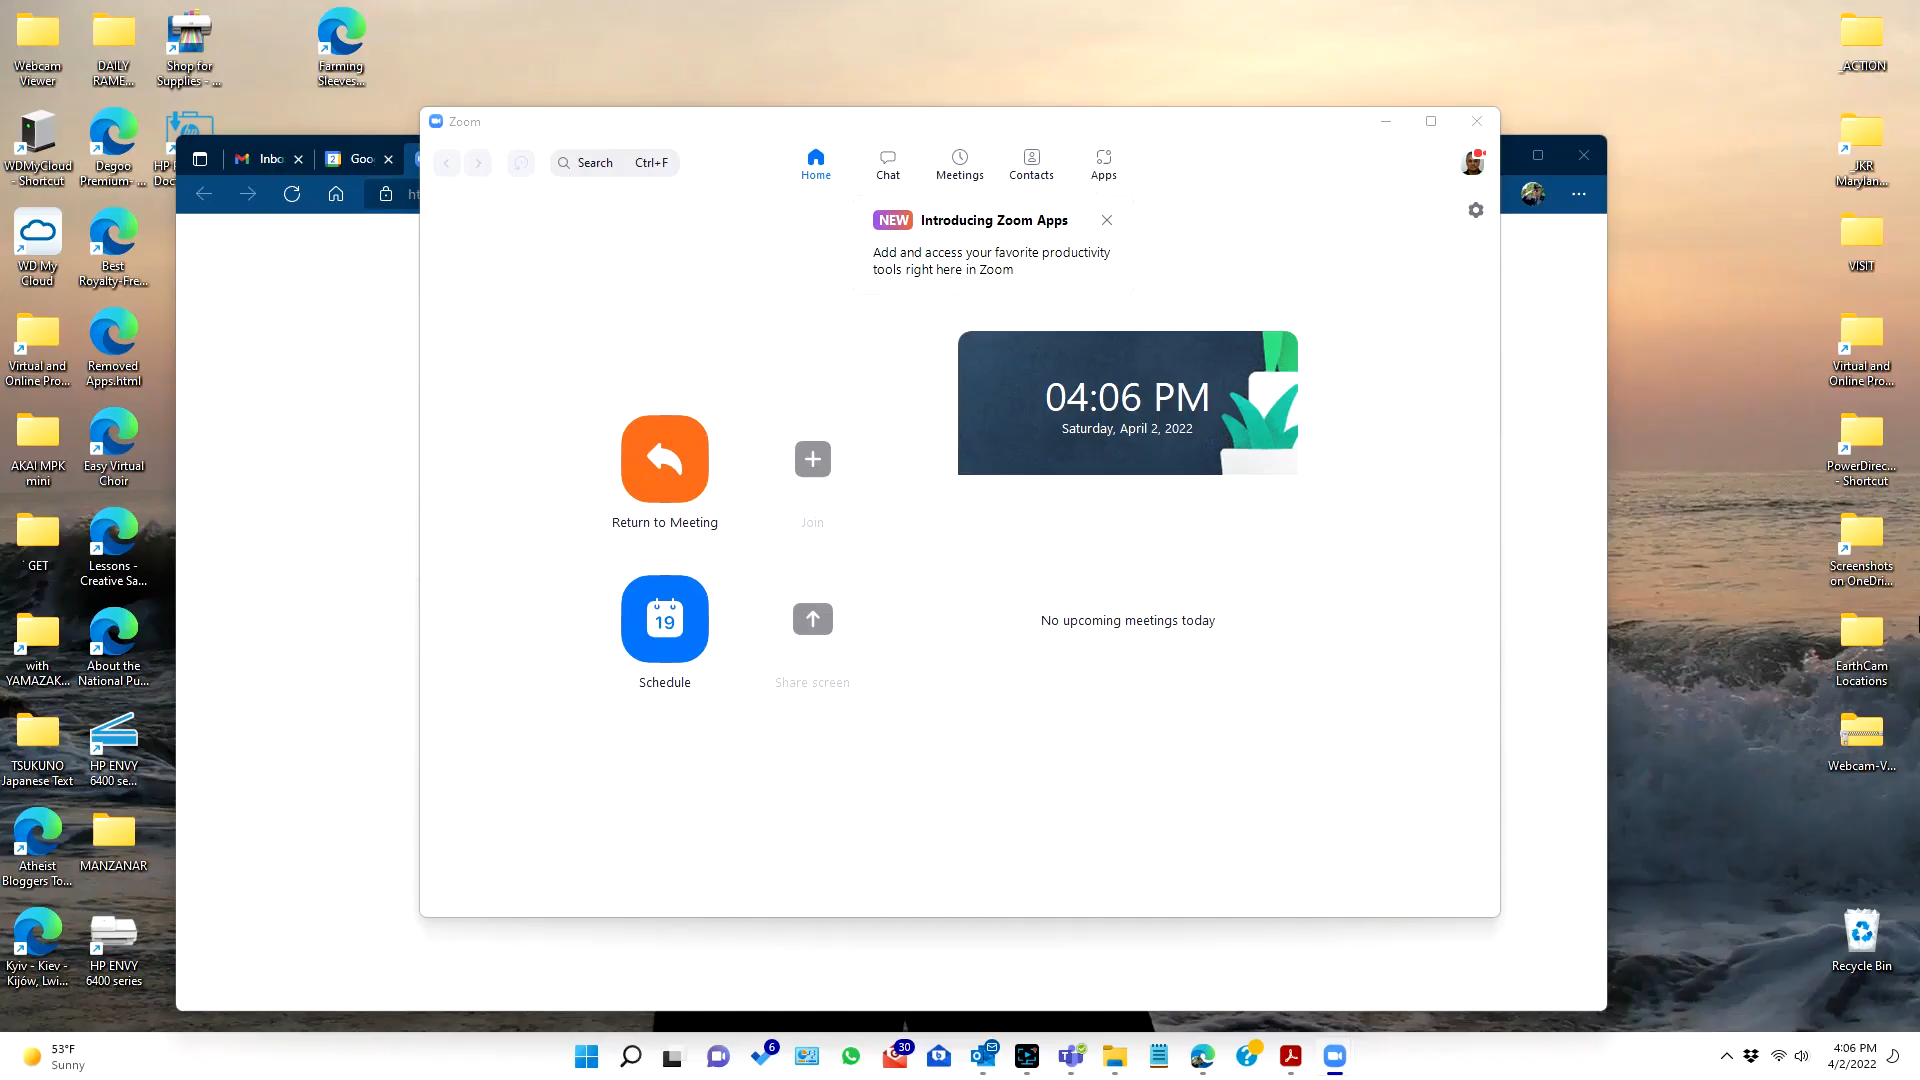 Webcam
Viewer
DAILY
RAME...
Shop for
Supplies - ...
Farming
Sleeves...
WDMyCloud
- Shortcut
Degoo
Premium- ...
WD My
Cloud
Best
Royalty-Fre...
Virtual and
Online Pro...
Removed
Apps.html
AKAI MPK
mini
Easy Virtual
Choir
` GET
Lessons -
Creative Sa...
with
YAMAZAK...
About the
National Pu...
TSUKUNO
Japanese Text
HP ENVY
6400 se...
Atheist
Bloggers To...
MANZANAR
Kyiv - Kiev -
Kijów, Lwi...
HP ENVY
6400 series
Inbo
Goo
Zoom
Search
Ctrl+F
Home
Chat
Meetings
Contacts
Apps
NEW Introducing Zoom Apps
Add and access your favorite productivity
tools right here in Zoom
04:06 PM
Saturday, April 2, 2022
Return to Meeting
Join
19
Schedule
Share screen
No upcoming meetings today
_ACTION
_JKR
Marylan...
VISIT
Virtual and
Online Pro...
PowerDirec...
- Shortcut
Screenshots
on OneDri...
EarthCam
Locations
Webcam-V...
Recycle Bin
53°F
Sunny
6
30
4:06 PM
4/2/2022